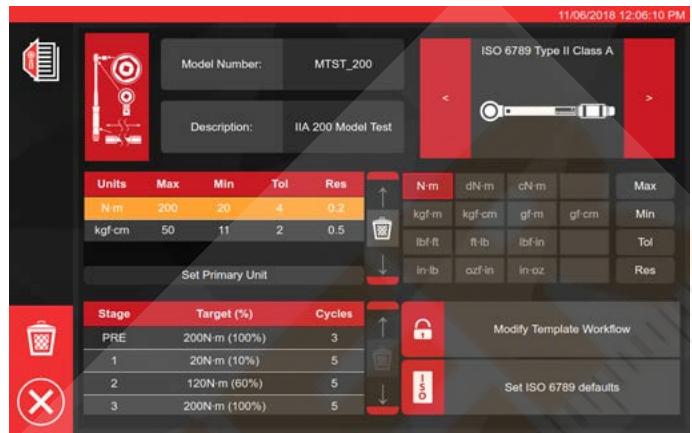 11/06/2018 12:06:10 PM
Model Number: MTST_200
ISO 6789 Type II Class A
< >
Description: IIA 200 Model Test
Units Max Min Tol Res
N·m 200 20 4 0.2
kgf·cm 50 11 2 0.5
Set Primary Unit
N·m dN·m cN·m Max
kgf·m kgf·cm gf·m gf·cm Min
lbf·ft ft·lb lbf·in Tol
in·lb ozf·in in·oz Res
Stage Target (%) Cycles
PRE 200N·m (100%) 3
1 20N·m (10%) 5
2 120N·m (60%) 5
3 200N·m (100%) 5
Modify Template Workflow
ISO
Set ISO 6789 defaults